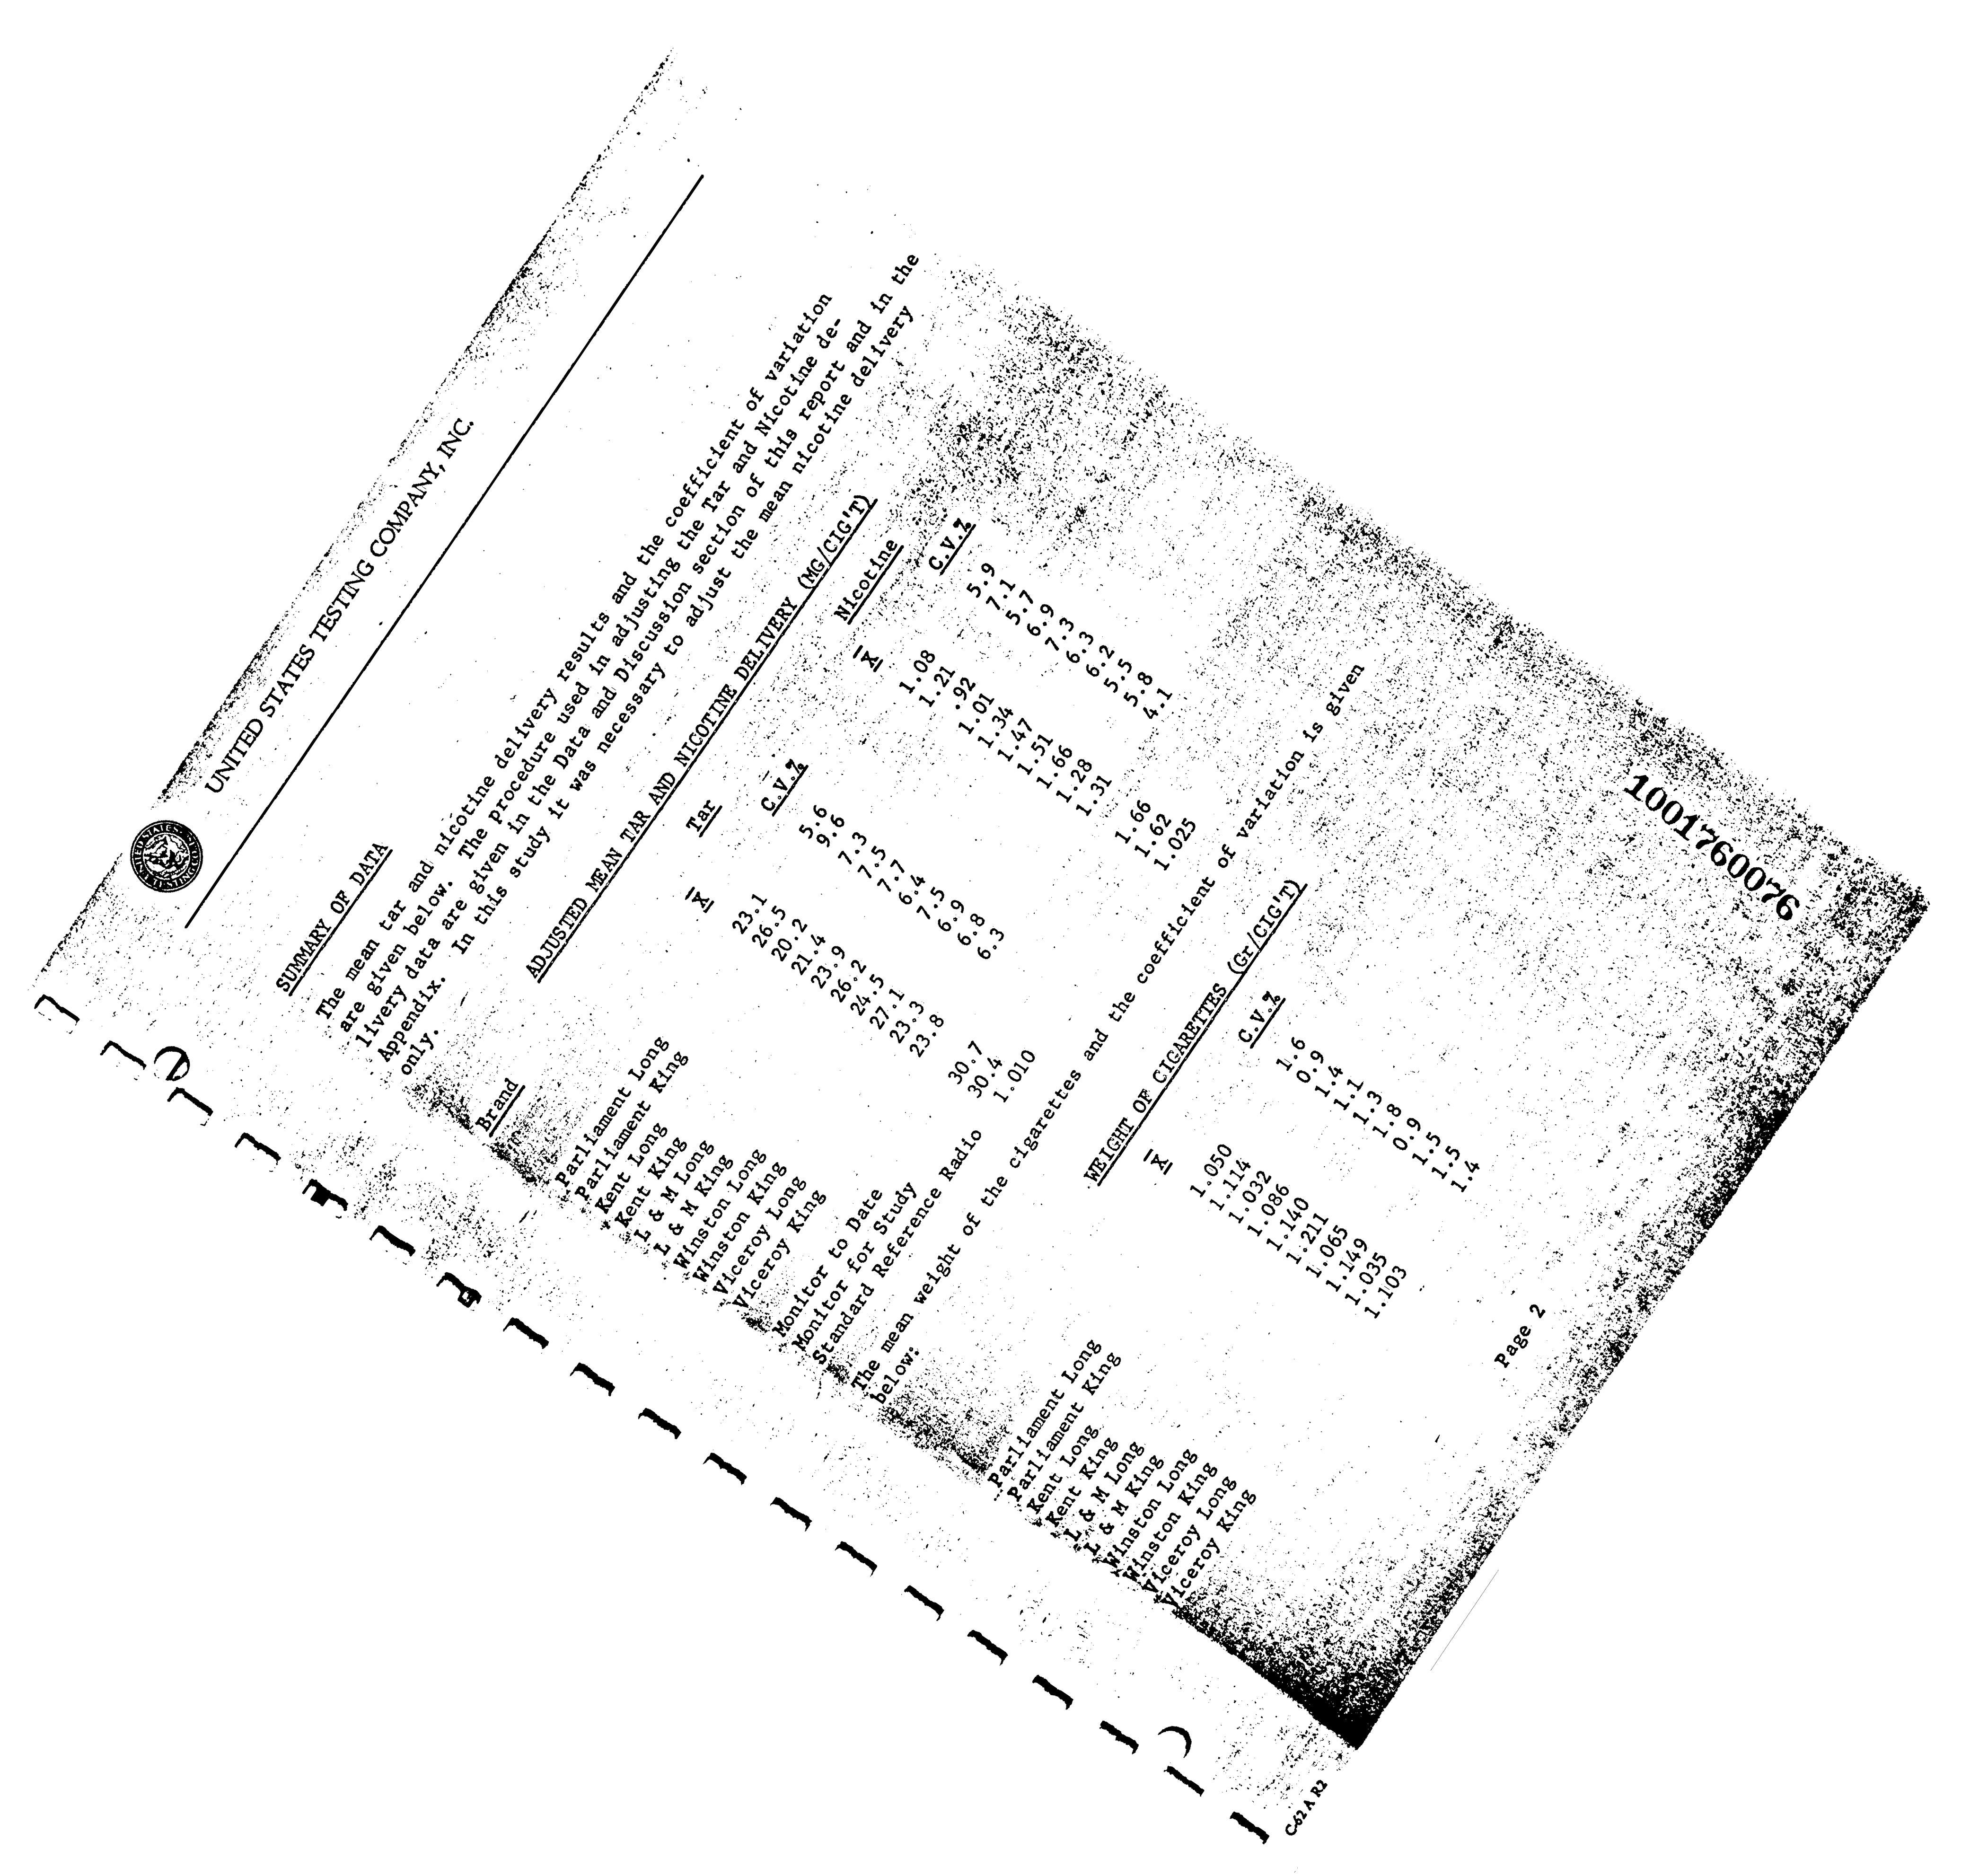 UNITED STATES TESTING COMPANY, INC.
SUMMARY OF DATA
The mean tar and nicotine delivery results and the coefficient of variation
are given below. The procedure used in adjusting the Tar and Nicotine de-
livery data are given in the Data and Discussion section of this report and in the
Appendix. In this study it was necessary to adjust the mean nicotine delivery
only.
ADJUSTED MEAN TAR AND NICOTINE DELIVERY (MG/CIG'T)
Brand Tar Nicotine
X̄ C.V.% X̄ C.V.%
Parliament Long 23.1 5.6 1.08 5.9
Parliament King 26.5 9.6 1.21 7.1
Kent Long 20.2 7.3 .92 5.7
Kent King 21.4 7.5 1.01 6.9
L & M Long 23.9 7.7 1.34 7.3
L & M King 26.2 6.4 1.47 6.3
Winston Long 24.5 7.5 1.51 6.2
Winston King 27.1 6.9 1.66 5.5
Viceroy Long 23.3 6.8 1.28 5.8
Viceroy King 23.8 6.3 1.31 4.1
Monitor to Date 30.7 1.66
Monitor for Study 30.4 1.62
Standard Reference Radio 1.010 1.025
The mean weight of the cigarettes and the coefficient of variation is given
below:
WEIGHT OF CIGARETTES (Gr/CIG'T)
X̄ C.V.%
Parliament Long 1.050 1.6
Parliament King 1.114 0.9
Kent Long 1.032 1.4
Kent King 1.086 1.1
L & M Long 1.140 1.3
L & M King 1.211 1.8
Winston Long 1.065 0.9
Winston King 1.149 1.5
Viceroy Long 1.035 1.5
Viceroy King 1.103 1.4
Page 2
1001760076
C-62 A R2